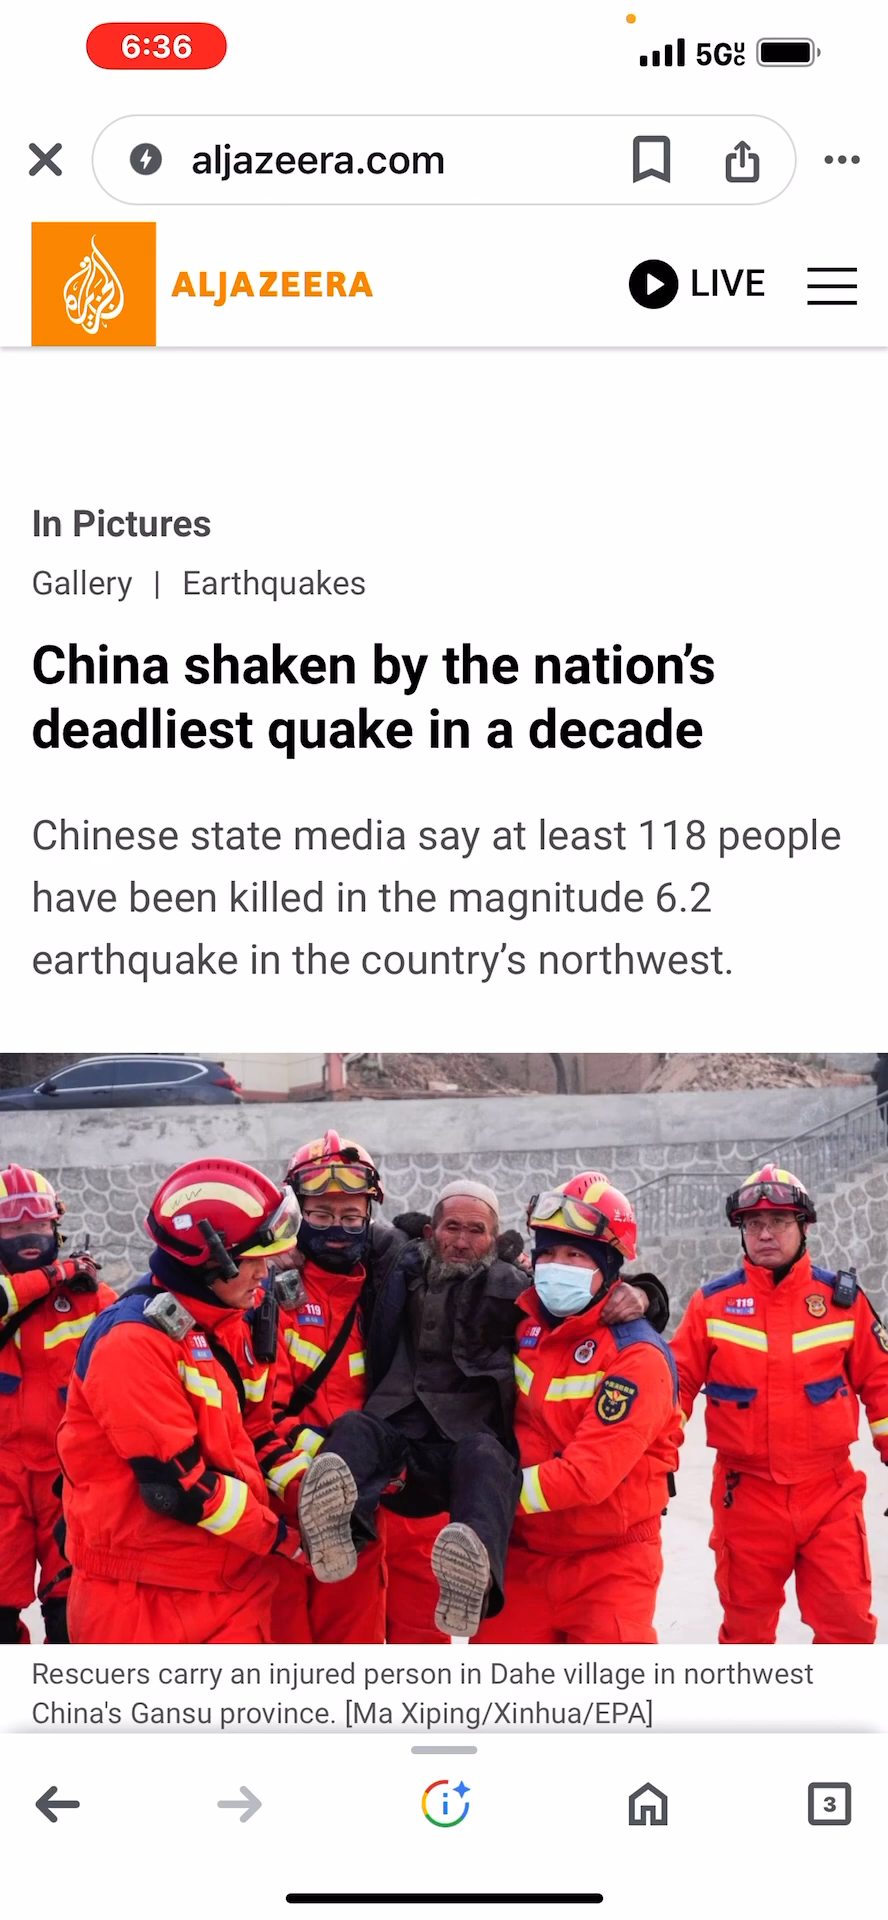 6:36
5G UC
aljazeera.com
ALJAZEERA
LIVE
In Pictures
Gallery | Earthquakes
China shaken by the nation's
deadliest quake in a decade
Chinese state media say at least 118 people
have been killed in the magnitude 6.2
earthquake in the country's northwest.
119
119
119
Rescuers carry an injured person in Dahe village in northwest
China's Gansu province. [Ma Xiping/Xinhua/EPA]
3